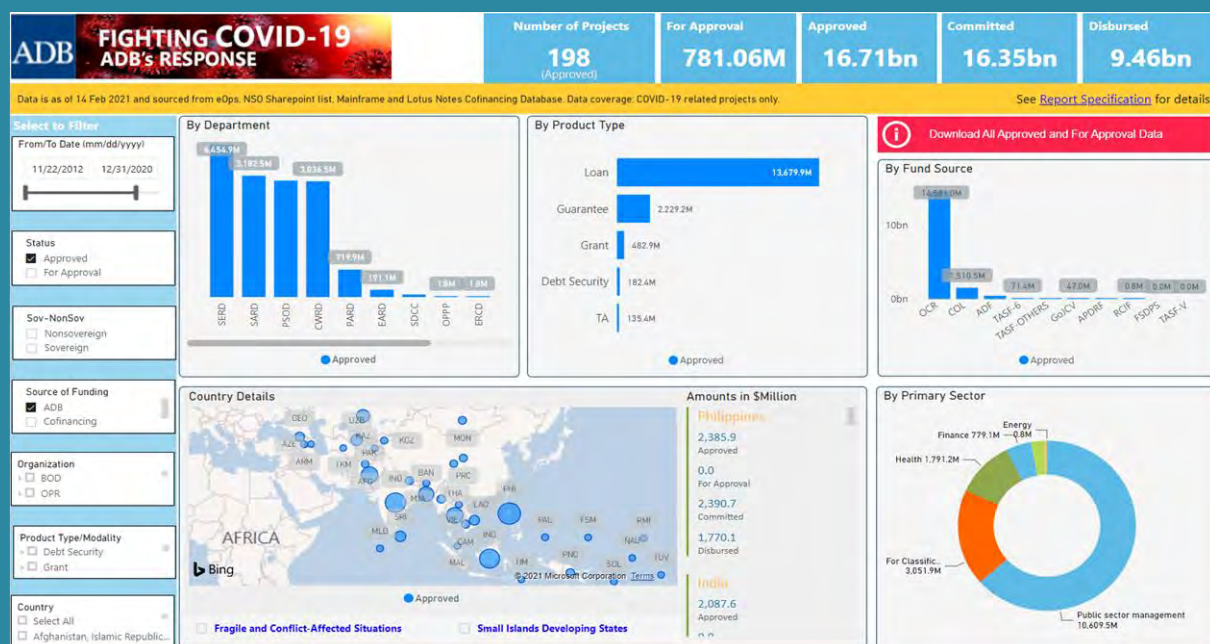 ADB
FIGHTING COVID-19
ADB's RESPONSE
Number of Projects
198
(Approved)
For Approval
781.06M
Approved
16.71bn
Committed
16.35bn
Disbursed
9.46bn
Data is as of 14 Feb 2021 and sourced from eOps, NSO Sharepoint list, Mainframe and Lotus Notes Cofinancing Database. Data coverage: COVID-19 related projects only.
See Report Specification for details
Select to Filter
From/To Date (mm/dd/yyyy)
11/22/2012 12/31/2020
Status
Approved
For Approval
Sov-NonSov
Nonsovereign
Sovereign
Source of Funding
ADB
Cofinancing
Organization
BOD
OPR
Product Type/Modality
Debt Security
Grant
Country
Select All
Afghanistan, Islamic Republic...
By Department
6,454.9M
3,182.5M
3,036.5M
719.9M
191.1M
1.8M
1.8M
SERD
SARD
PSOD
CWRD
PARD
EARD
SDCC
OPPP
ERCD
Approved
By Product Type
Loan
13,679.9M
Guarantee
2,229.2M
Grant
482.9M
Debt Security
182.4M
TA
135.4M
Approved
Download All Approved and For Approval Data
By Fund Source
10bn
0bn
71.4M
47.0M
0.8M
0.0M
0.0M
OCR
COL
ADF
TASF-6
TASF-OTHERS
GoJCV
APDRF
RCIF
FSDPS
TASF-V
Approved
Country Details
GEO
UZB
AZE
KAZ
KGZ
MON
ARM
TKM
PAK
AFG
IND
BAN
PRC
MYA
THA
LAO
PHI
SRI
VIE
MLD
CAM
MAL
IND
PAL
FSM
RMI
NAU
PNG
SOL
TUV
TIM
AFRICA
Bing
© 2021 Microsoft Corporation Terms
Approved
Fragile and Conflict-Affected Situations
Small Islands Developing States
Amounts in $Million
Philippines
2,385.9
Approved
0.0
For Approval
2,390.7
Committed
1,770.1
Disbursed
India
2,087.6
Approved
By Primary Sector
Energy
0.8M
Finance 779.1M
Health 1,791.2M
For Classific...
3,051.9M
Public sector management
10,609.5M